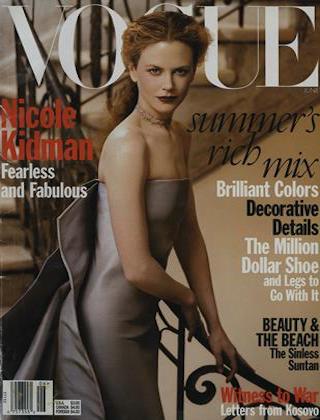 VOGUE
JUNE
Nicole
Kidman
Fearless
and Fabulous
summer's
rich
mix
Brilliant Colors
Decorative
Details
The Million
Dollar Shoe
and Legs to
Go With It
BEAUTY &
THE BEACH
The Sinless
Suntan
Witness to War
Letters from Kosovo